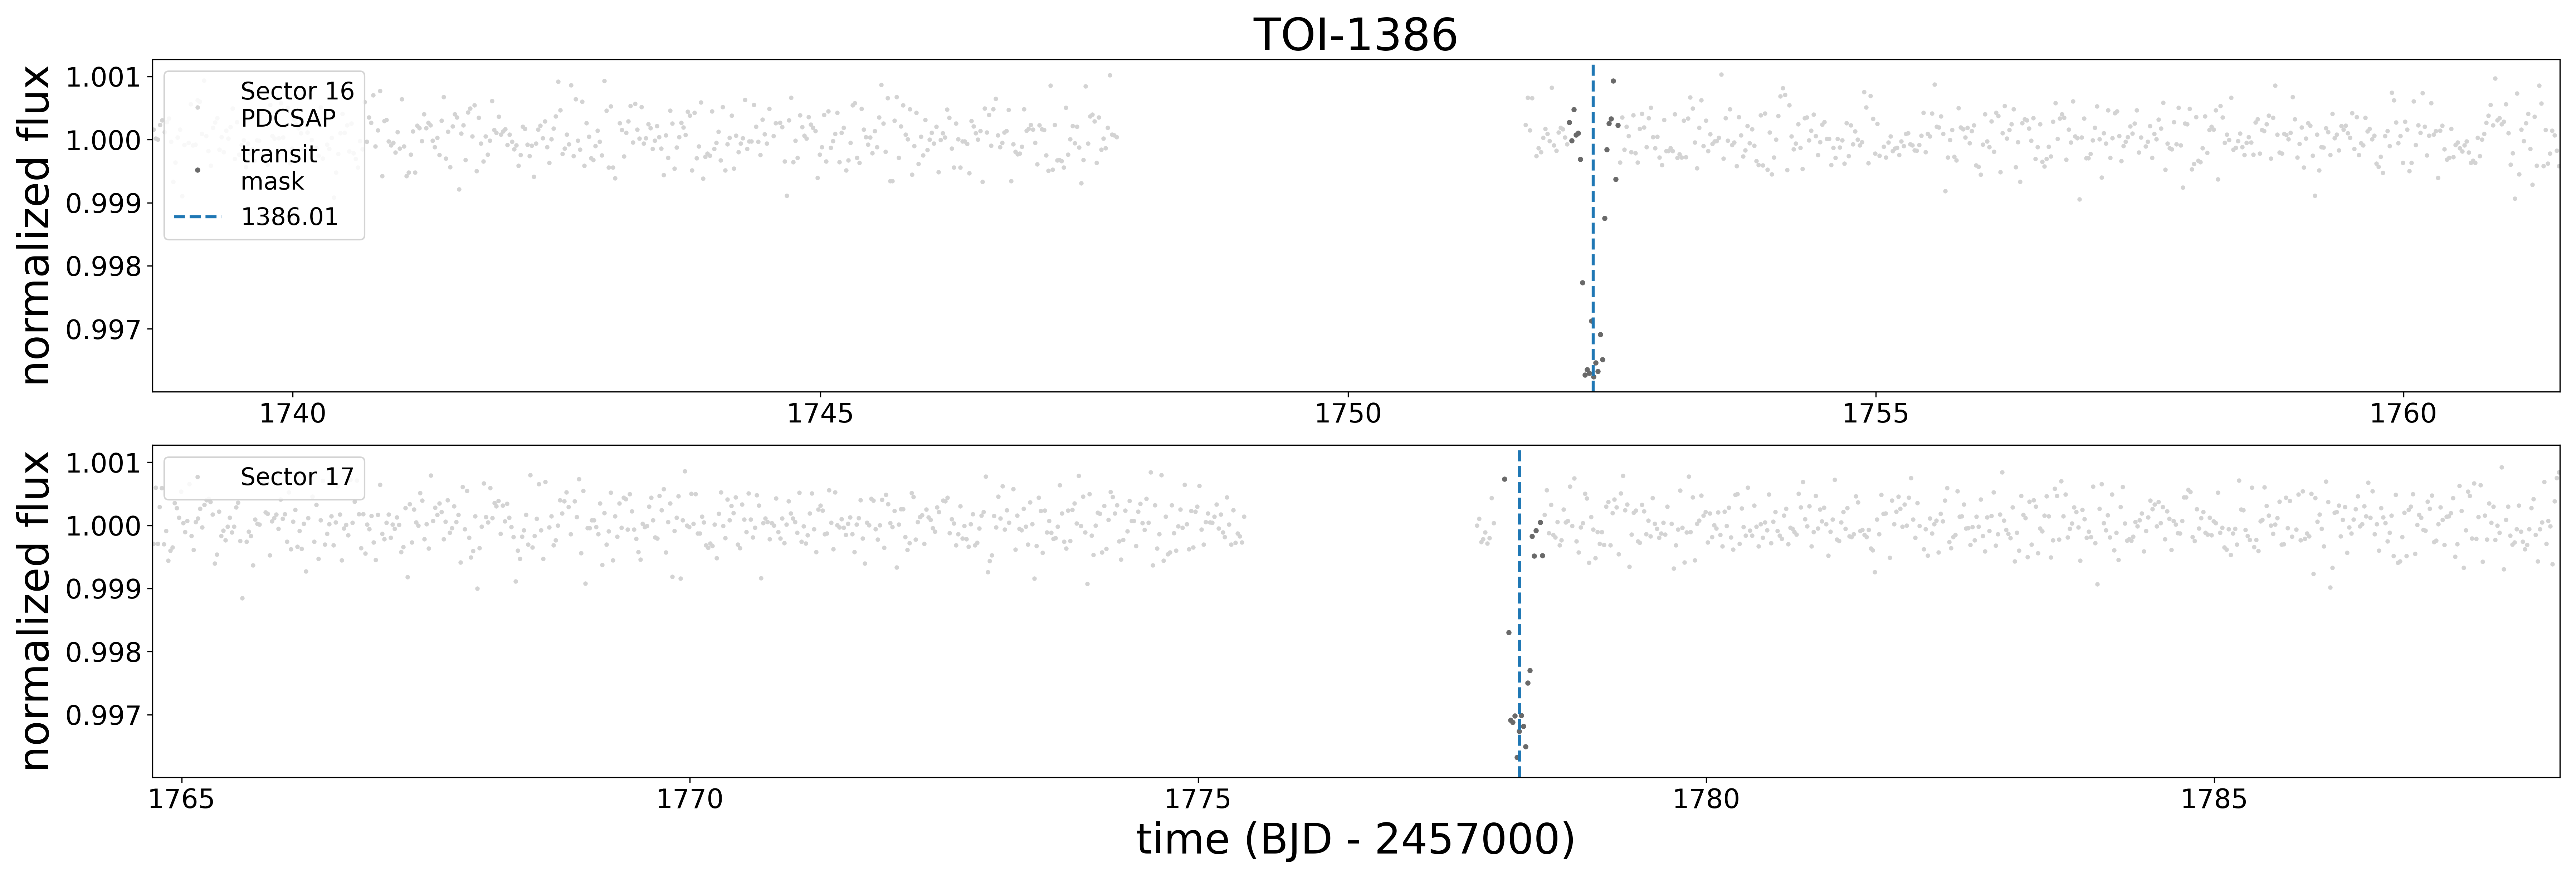 TOI-1386
normalized flux
1.001
1.000
0.999
0.998
0.997
Sector 16
PDCSAP
transit
mask
1386.01
1740
1745
1750
1755
1760
normalized flux
1.001
1.000
0.999
0.998
0.997
Sector 17
1765
1770
1775
1780
1785
time (BJD - 2457000)